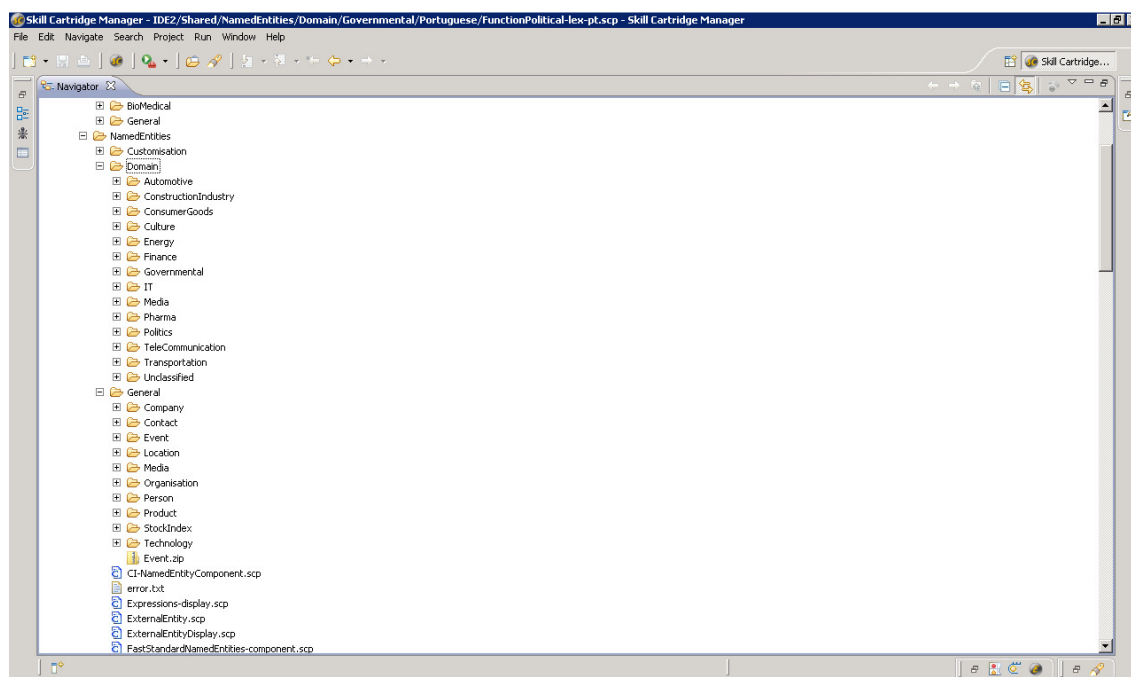 Skill Cartridge Manager - IDE2/Shared/NamedEntities/Domain/Governmental/Portuguese/FunctionPolitical-lex-pt.scp - Skill Cartridge Manager
File Edit Navigate Search Project Run Window Help
Skill Cartridge...
Navigator
BioMedical
General
NamedEntities
Customisation
Domain
Automotive
ConstructionIndustry
ConsumerGoods
Culture
Energy
Finance
Governmental
IT
Media
Pharma
Politics
TeleCommunication
Transportation
Unclassified
General
Company
Contact
Event
Location
Media
Organisation
Person
Product
StockIndex
Technology
Event.zip
CI-NamedEntityComponent.scp
error.txt
Expressions-display.scp
ExternalEntity.scp
ExternalEntityDisplay.scp
FastStandardNamedEntities-component.scp